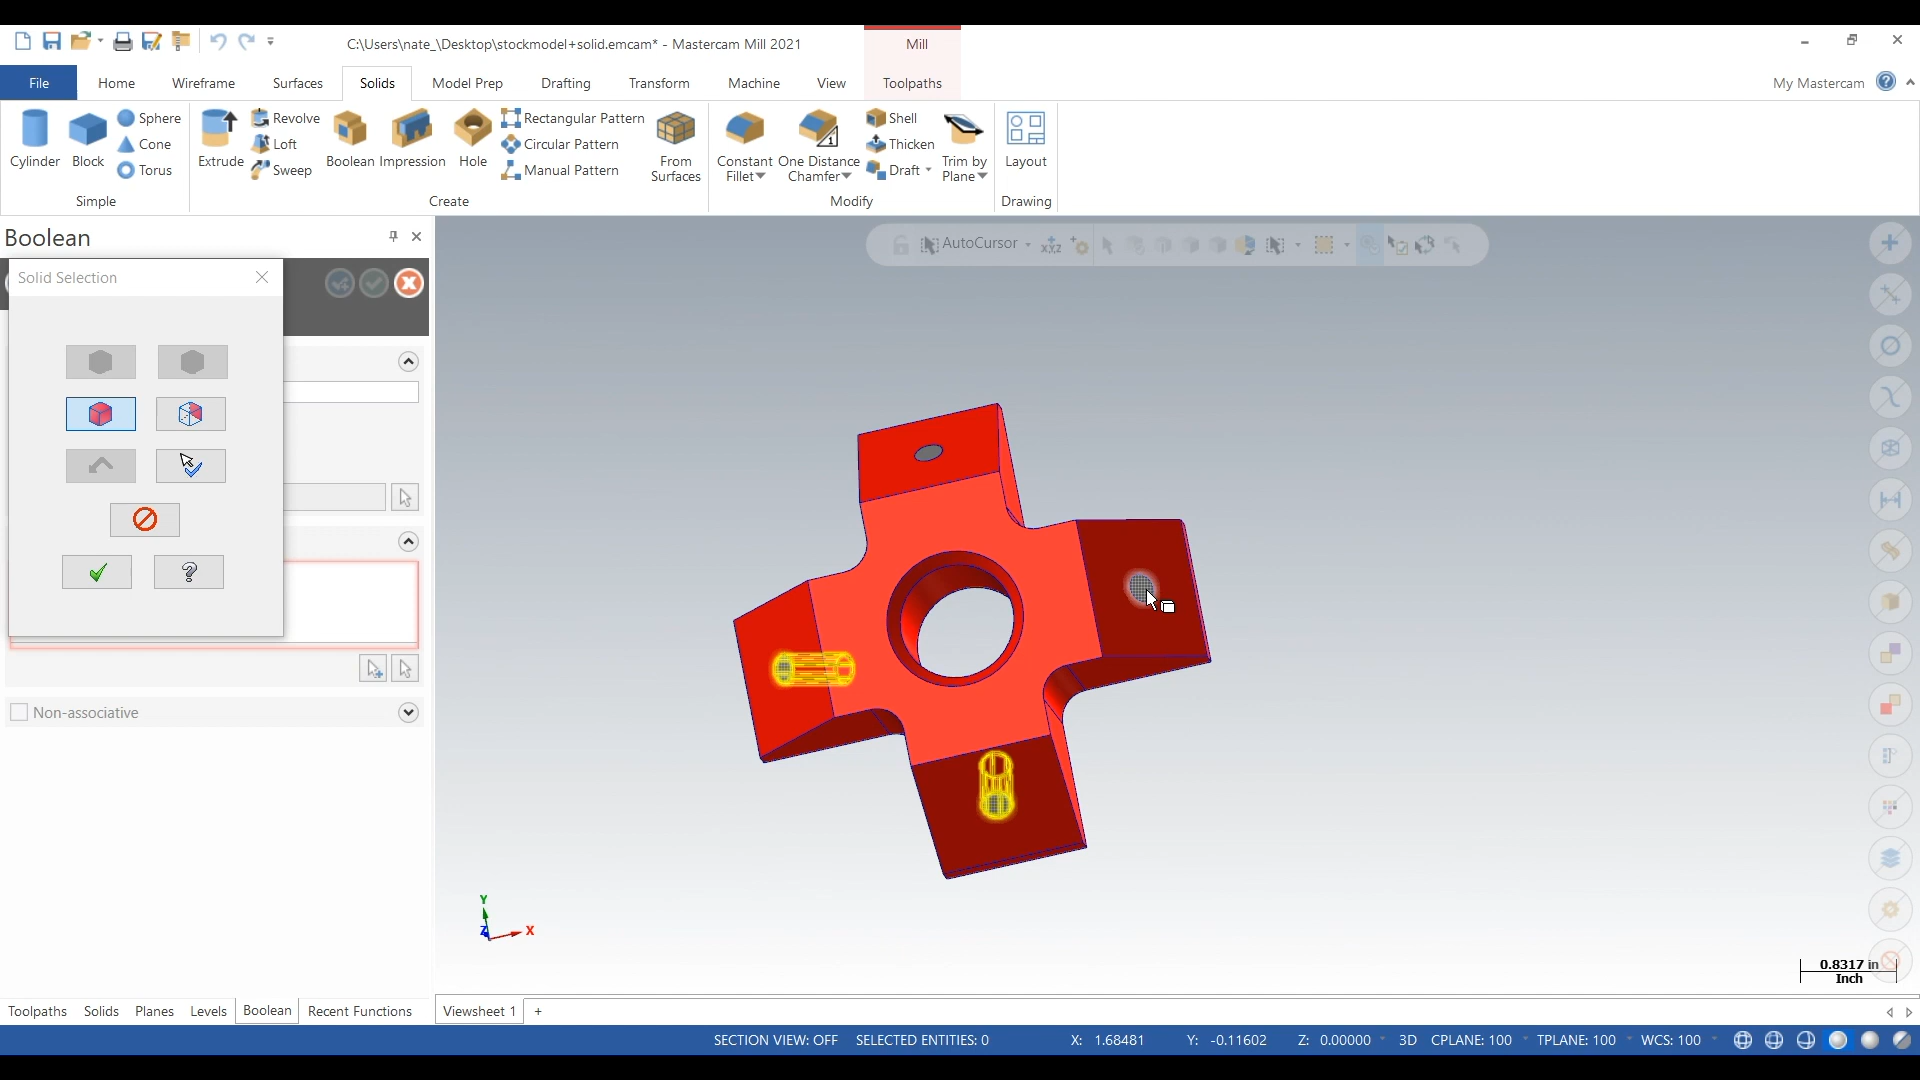 C:\Users\nate_\Desktop\stockmodel+solid.emcam* - Mastercam Mill 2021
Mill
File
Home
Wireframe
Surfaces
Solids
Model Prep
Drafting
Transform
Machine
View
Toolpaths
My Mastercam
Cylinder
Block
Sphere
Cone
Torus
Simple
Extrude
Revolve
Loft
Sweep
Boolean
Impression
Hole
Rectangular Pattern
Circular Pattern
Manual Pattern
From
Surfaces
Create
Constant
Fillet
One Distance
Chamfer
Shell
Thicken
Draft
Trim by
Plane
Modify
Layout
Drawing
Boolean
Solid Selection
Non-associative
AutoCursor
XYZ
Y
Z
X
0.8317 in
Inch
Toolpaths
Solids
Planes
Levels
Boolean
Recent Functions
Viewsheet 1
+
SECTION VIEW: OFF
SELECTED ENTITIES: 0
X: 1.68481
Y: -0.11602
Z: 0.00000
3D
CPLANE: 100
TPLANE: 100
WCS: 100